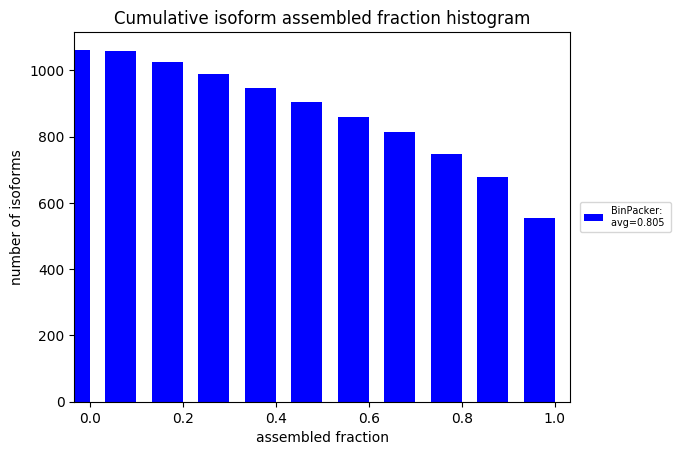 Cumulative isoform assembled fraction histogram
number of isoforms
1000
800
600
400
200
0
0.0 0.2 0.4 0.6 0.8 1.0
assembled fraction
BinPacker:
avg=0.805